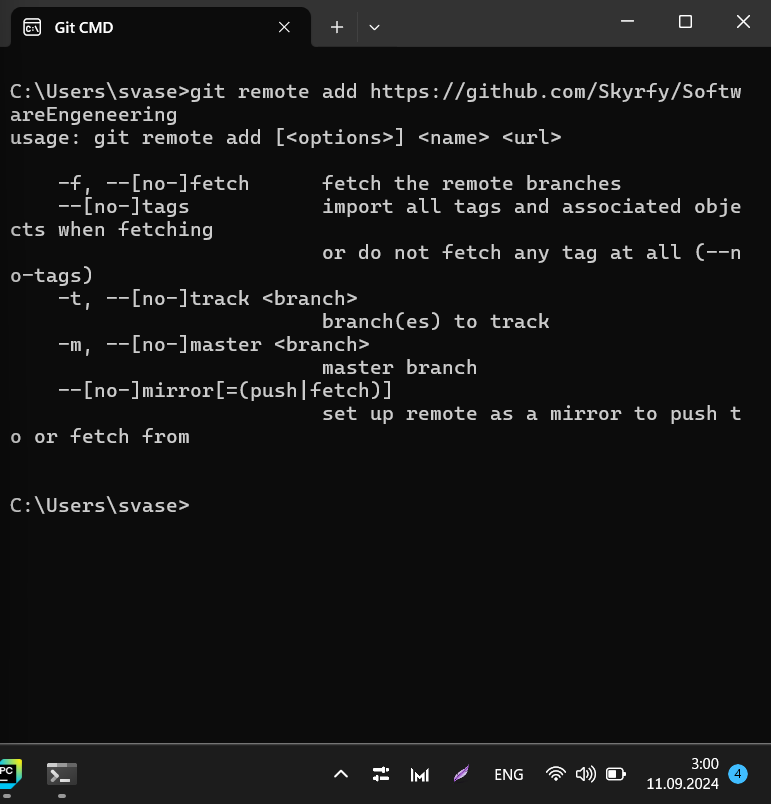 Git CMD
C:\Users\svase>git remote add https://github.com/Skyrfy/Softw
areEngeneering
usage: git remote add [<options>] <name> <url>
-f, --[no-]fetch fetch the remote branches
--[no-]tags import all tags and associated obje
cts when fetching
or do not fetch any tag at all (--n
o-tags)
-t, --[no-]track <branch>
branch(es) to track
-m, --[no-]master <branch>
master branch
--[no-]mirror[=(push|fetch)]
set up remote as a mirror to push t
o or fetch from
C:\Users\svase>
PC
ENG
3:00
11.09.2024
4